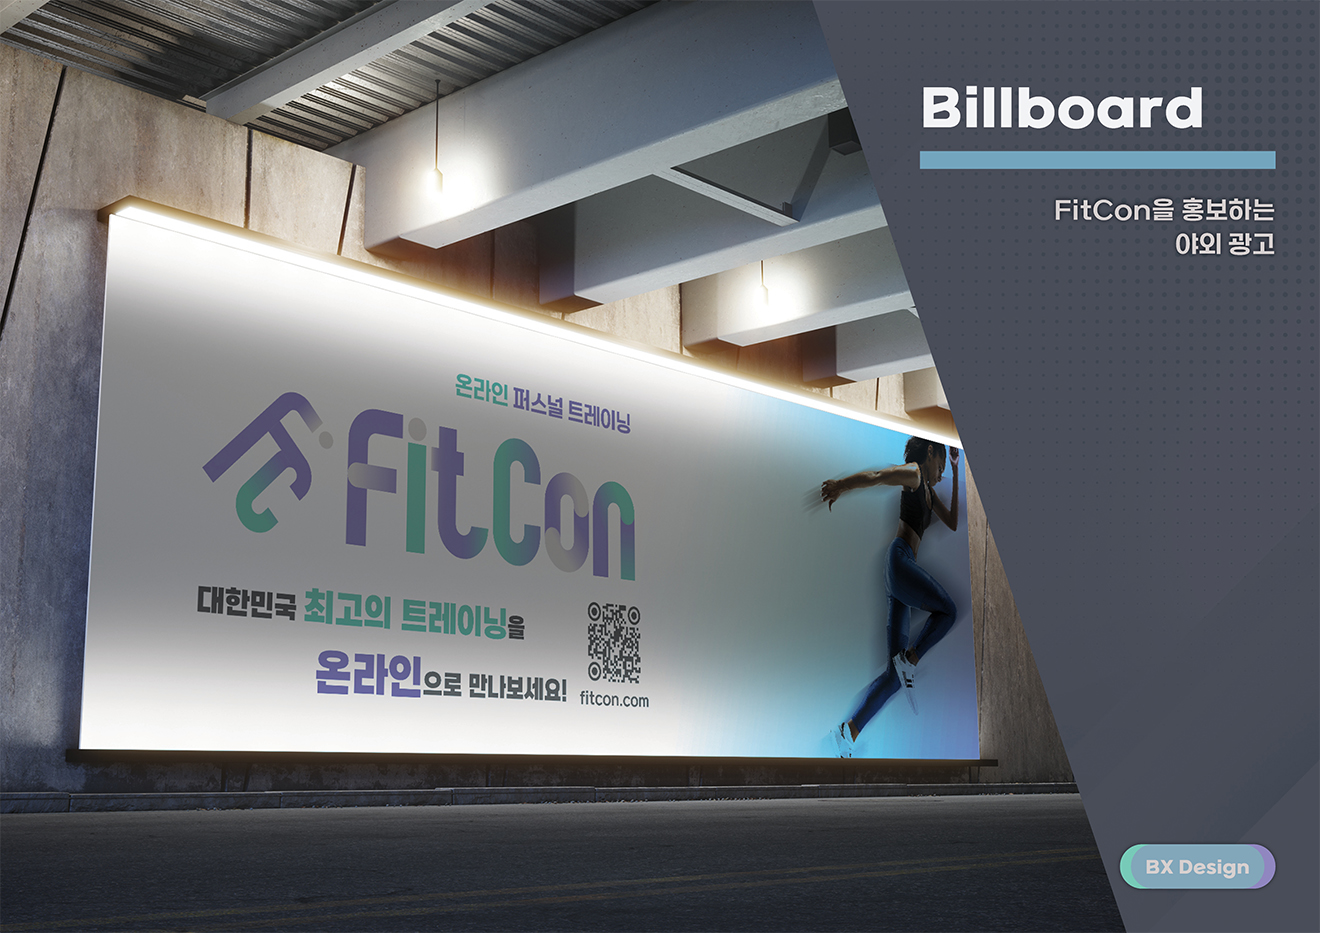 Billboard
FitCon을 홍보하는
야외 광고
온라인 퍼스널 트레이닝
FitCon
대한민국 최고의 트레이닝을
온라인으로 만나보세요!
fitcon.com
BX Design